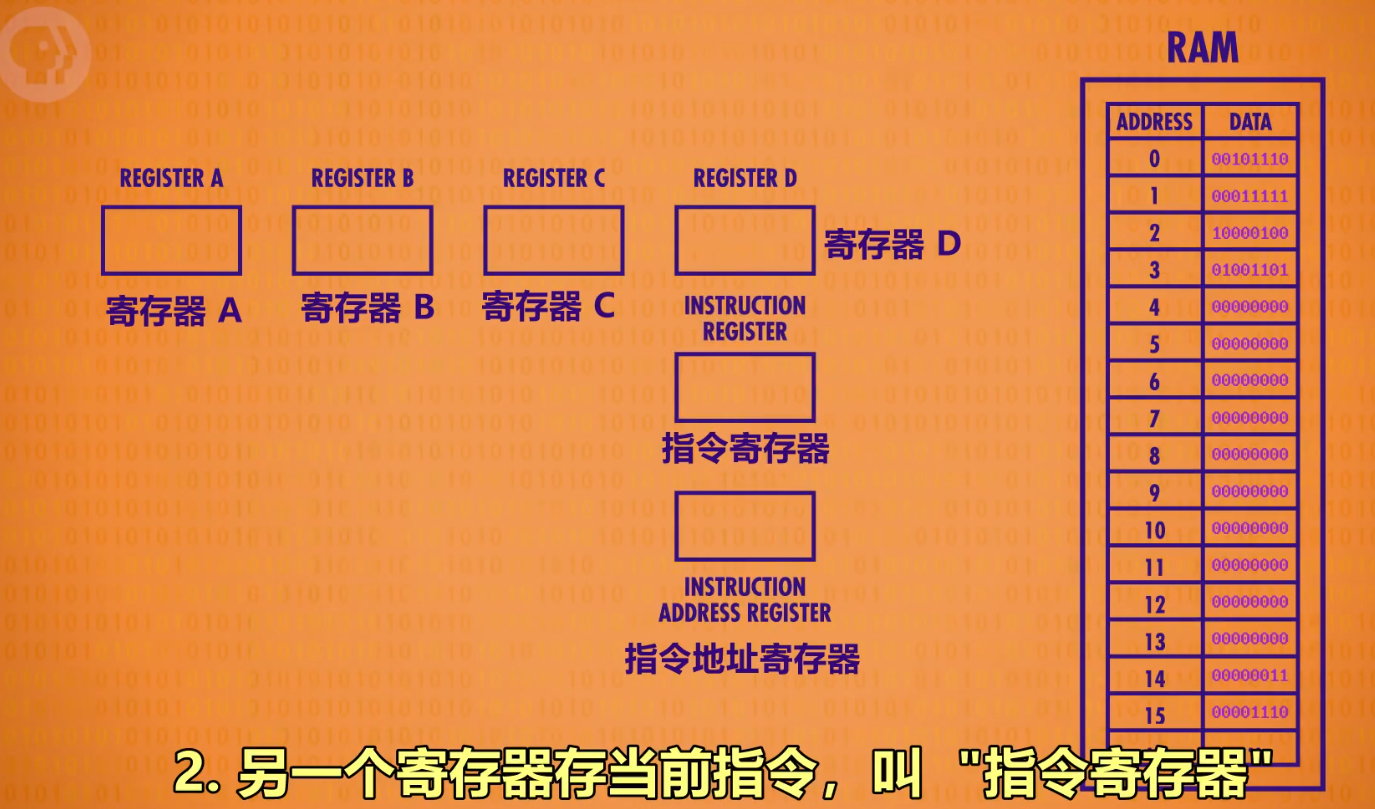 RAM
ADDRESS DATA
0 00101110
1 00011111
2 10000100
3 01001101
4 00000000
5 00000000
6 00000000
7 00000000
8 00000000
9 00000000
10 00000000
11 00000000
12 00000000
13 00000000
14 00000011
15 00001110
REGISTER A
寄存器 A
REGISTER B
寄存器 B
REGISTER C
寄存器 C
REGISTER D
寄存器 D
INSTRUCTION
REGISTER
指令寄存器
INSTRUCTION
ADDRESS REGISTER
指令地址寄存器
2. 另一个寄存器存当前指令，叫 "指令寄存器"